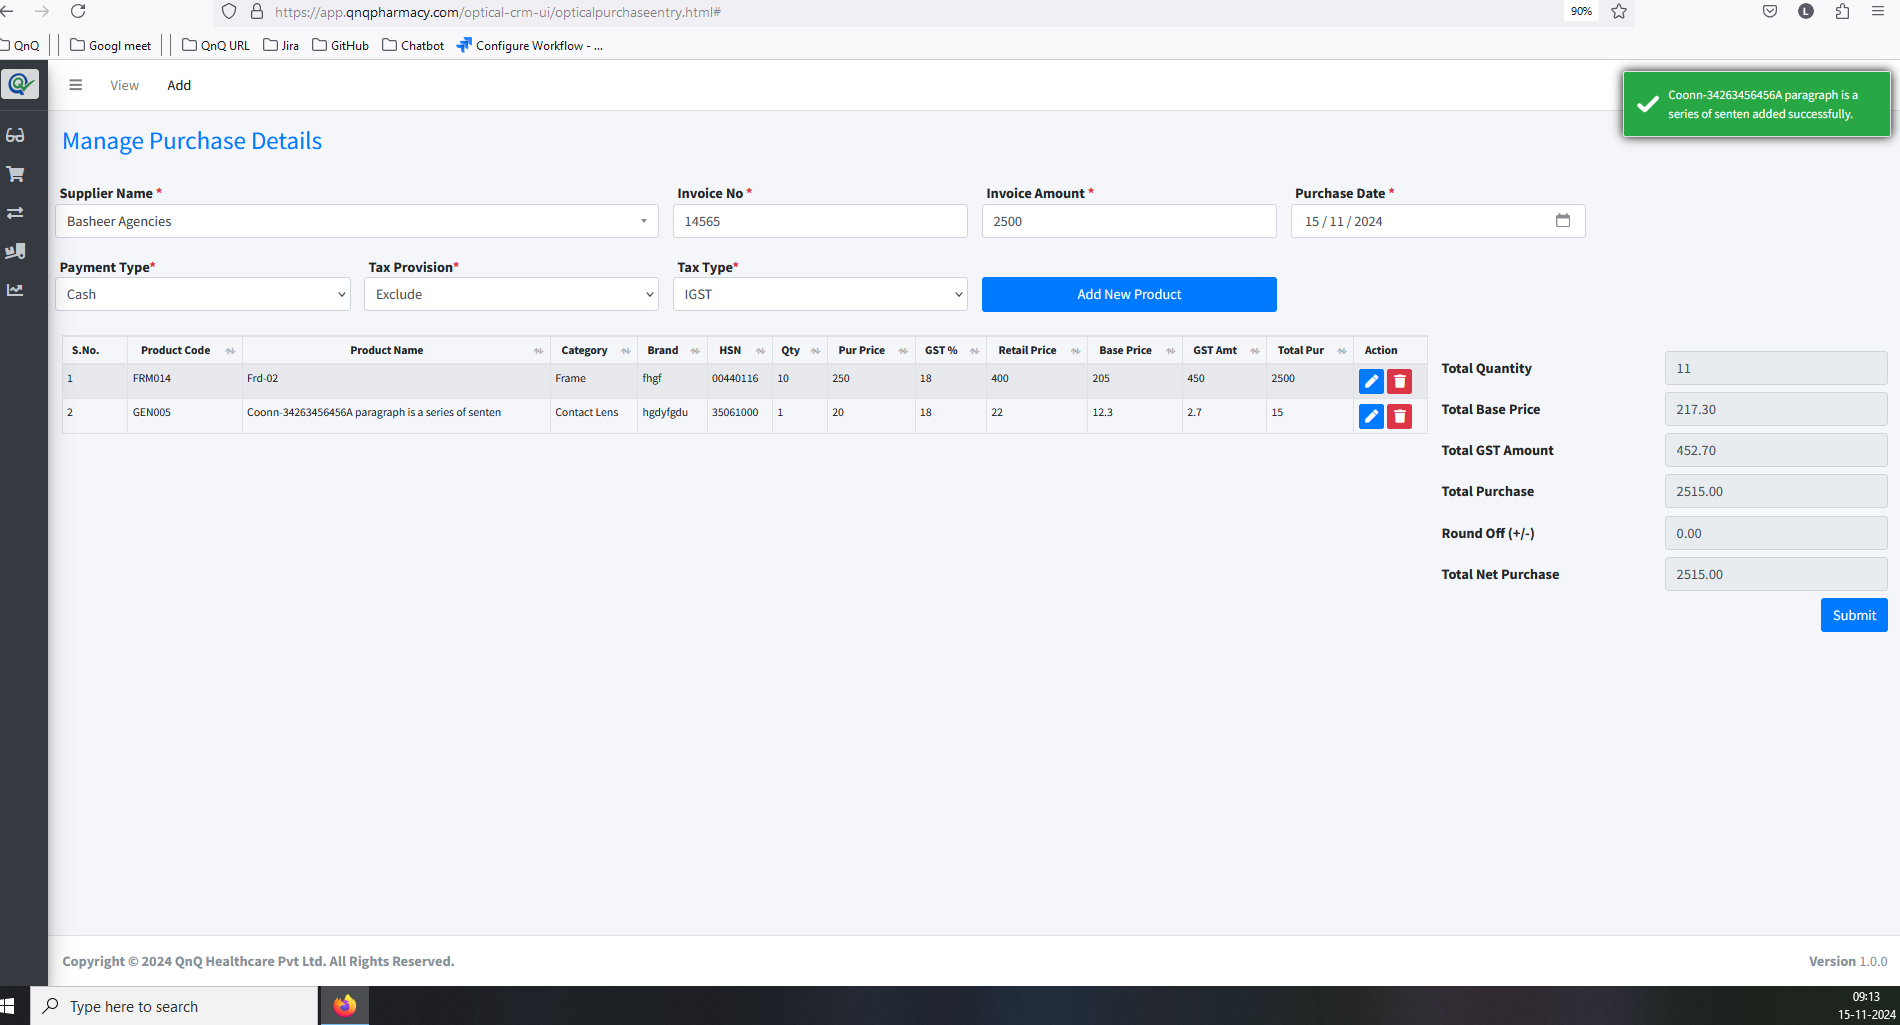 https://app.qnqpharmacy.com/optical-crm-ui/opticalpurchaseentry.html#
90%
L
QnQ
Googl meet
QnQ URL
Jira
GitHub
Chatbot
Configure Workflow - ...
View
Add
Coonn-34263456456A paragraph is a
series of senten added successfully.
Manage Purchase Details
Supplier Name *
Invoice No *
Invoice Amount *
Purchase Date *
Basheer Agencies
14565
2500
15 / 11 / 2024
Payment Type*
Tax Provision*
Tax Type*
Cash
Exclude
IGST
Add New Product
S.No. Product Code Product Name Category Brand HSN Qty Pur Price GST % Retail Price Base Price GST Amt Total Pur Action
1 FRM014 Frd-02 Frame fhgf 00440116 10 250 18 400 205 450 2500
2 GEN005 Coonn-34263456456A paragraph is a series of senten Contact Lens hgdyfgdu 35061000 1 20 18 22 12.3 2.7 15
Total Quantity 11
Total Base Price 217.30
Total GST Amount 452.70
Total Purchase 2515.00
Round Off (+/-) 0.00
Total Net Purchase 2515.00
Submit
Copyright © 2024 QnQ Healthcare Pvt Ltd. All Rights Reserved.
Version 1.0.0
Type here to search
09:13
15-11-2024